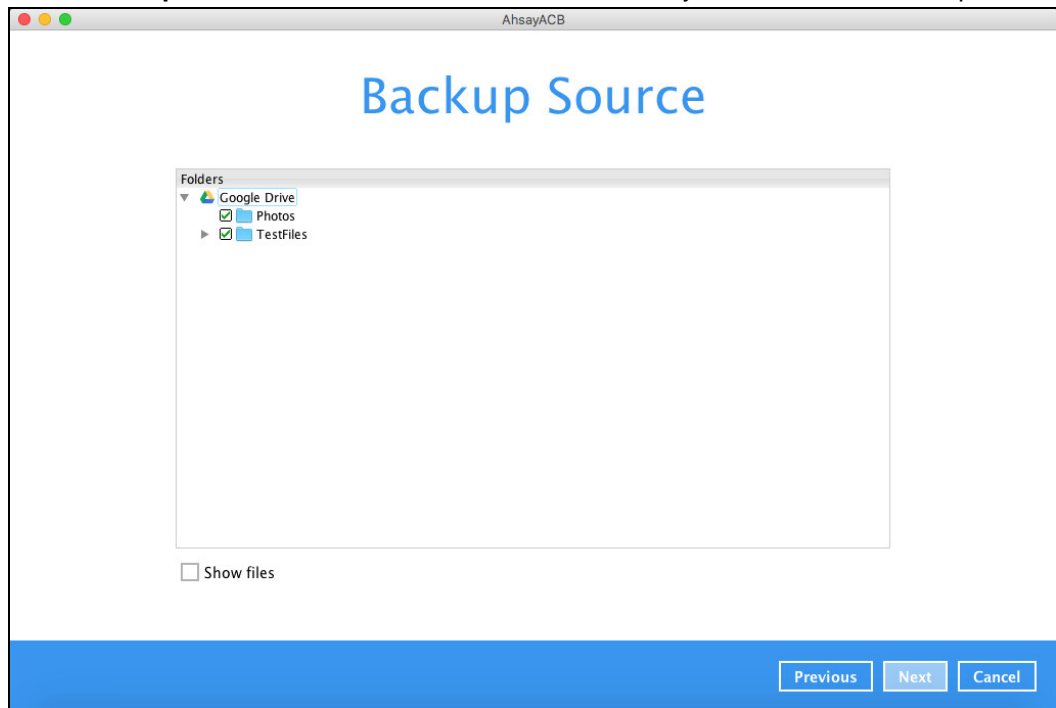 AhsayACB
Backup Source
Folders
Google Drive
Photos
TestFiles
Show files
Previous Next Cancel